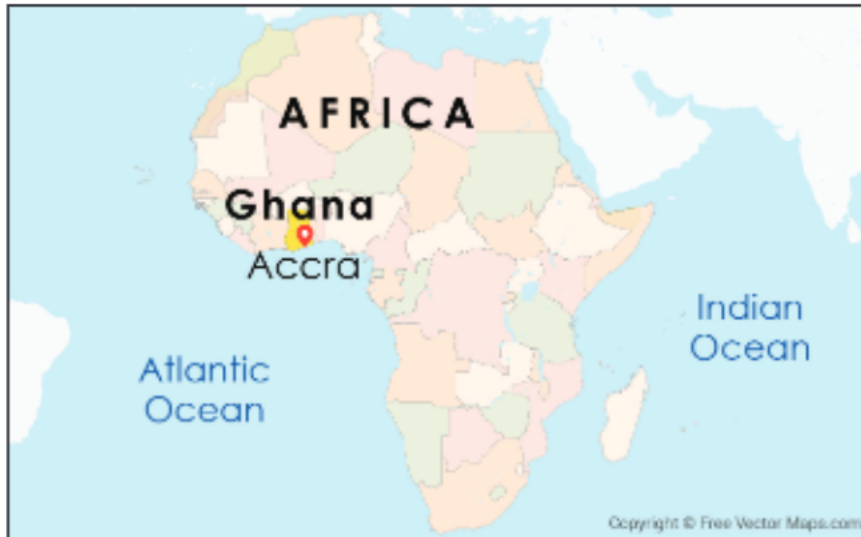 AFRICA
Ghana
Accra
Indian
Ocean
Atlantic
Ocean
Copyright © Free Vector Maps.com